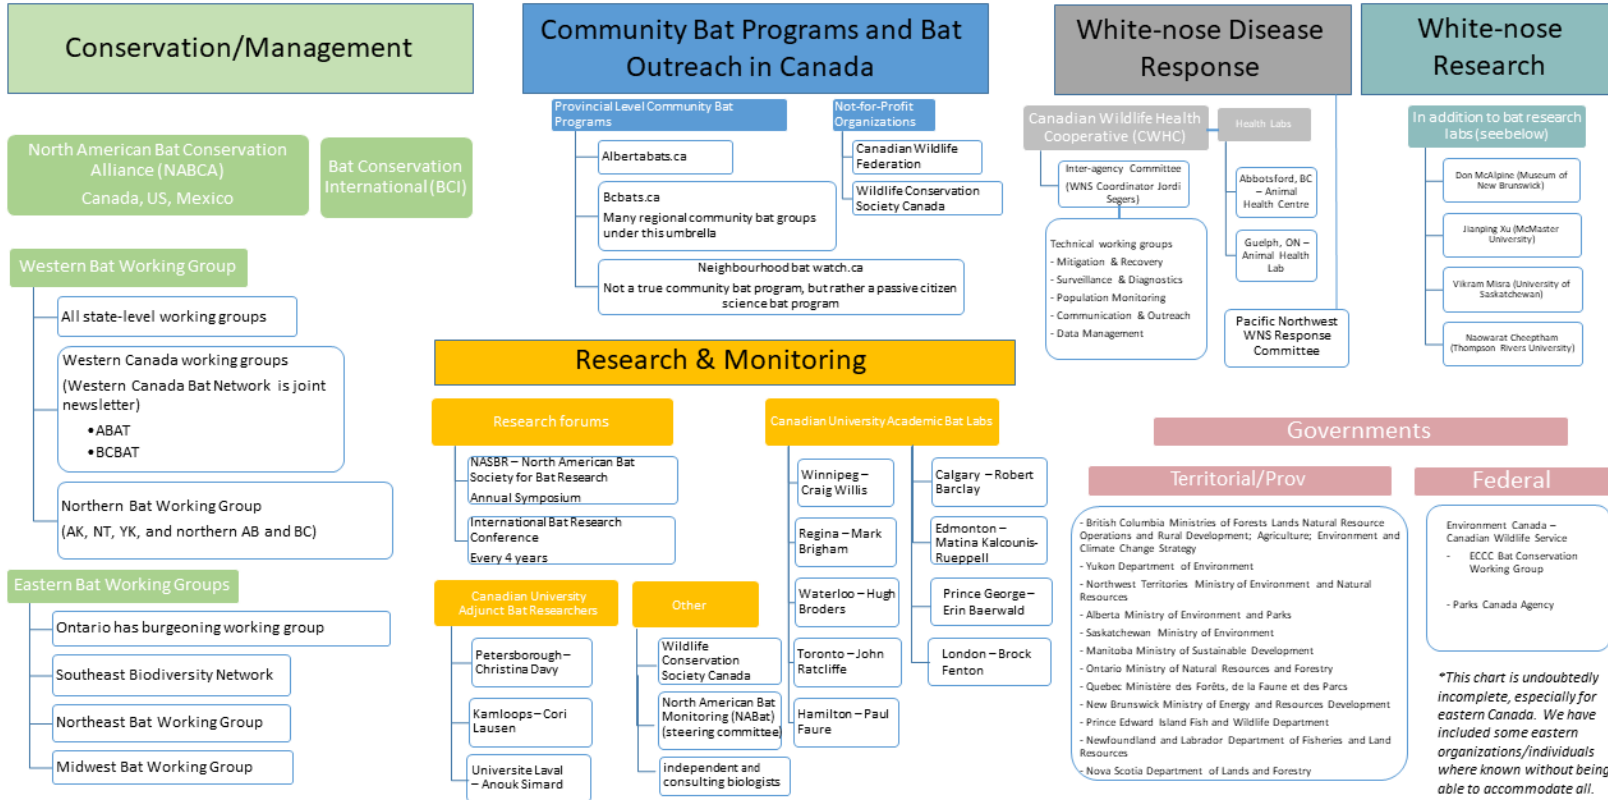 Conservation/Management
North American Bat Conservation
Alliance (NABCA)
Canada, US, Mexico
Bat Conservation
International (BCI)
Western Bat Working Group
All state-level working groups
Western Canada working groups
(Western Canada Bat Network is joint
newsletter)
•ABAT
•BCBAT
Northern Bat Working Group
(AK, NT, YK, and northern AB and BC)
Eastern Bat Working Groups
Ontario has burgeoning working group
Southeast Biodiversity Network
Northeast Bat Working Group
Midwest Bat Working Group
Community Bat Programs and Bat
Outreach in Canada
Provincial Level Community Bat
Programs
Albertabats.ca
Bcbats.ca
Many regional community bat groups
under this umbrella
Neighbourhood bat watch.ca
Not a true community bat program, but rather a passive citizen
science bat program
Not-for-Profit
Organizations
Canadian Wildlife
Federation
Wildlife Conservation
Society Canada
White-nose Disease
Response
Canadian Wildlife Health
Cooperative (CWHC)
Inter-agency Committee
(WNS Coordinator Jordi
Segers)
Technical working groups
- Mitigation & Recovery
- Surveillance & Diagnostics
- Population Monitoring
- Communication & Outreach
- Data Management
Health Labs
Abbotsford, BC
– Animal
Health Centre
Guelph, ON –
Animal Health
Lab
Pacific Northwest
WNS Response
Committee
White-nose
Research
In addition to bat research
labs (seebelow)
Don McAlpine (Museum of
New Brunswick)
Jianping Xu (McMaster
University)
Vikram Misra (University of
Saskatchewan)
Naowarat Cheeptham
(Thompson Rivers University)
Research & Monitoring
Research forums
NASBR – North American Bat
Society for Bat Research
Annual Symposium
International Bat Research
Conference
Every 4 years
Canadian University
Adjunct Bat Researchers
Petersborough –
Christina Davy
Kamloops – Cori
Lausen
Universite Laval
– Anouk Simard
Other
Wildlife
Conservation
Society Canada
North American Bat
Monitoring (NABat)
(steering committee)
independent and
consulting biologists
Canadian University Academic Bat Labs
Winnipeg –
Craig Willis
Regina – Mark
Brigham
Waterloo – Hugh
Broders
Toronto – John
Ratcliffe
Hamilton – Paul
Faure
Calgary – Robert
Barclay
Edmonton –
Matina Kalcounis-
Rueppell
Prince George –
Erin Baerwald
London – Brock
Fenton
Governments
Territorial/Prov
- British Columbia Ministries of Forests Lands Natural Resource
Operations and Rural Development; Agriculture; Environment and
Climate Change Strategy
- Yukon Department of Environment
- Northwest Territories Ministry of Environment and Natural
Resources
- Alberta Ministry of Environment and Parks
- Saskatchewan Ministry of Environment
- Manitoba Ministry of Sustainable Development
- Ontario Ministry of Natural Resources and Forestry
- Quebec Ministère des Forêts, de la Faune et des Parcs
- New Brunswick Ministry of Energy and Resources Development
- Prince Edward Island Fish and Wildlife Department
- Newfoundland and Labrador Department of Fisheries and Land
Resources
- Nova Scotia Department of Lands and Forestry
Federal
Environment Canada –
Canadian Wildlife Service
- ECCC Bat Conservation
Working Group
- Parks Canada Agency
*This chart is undoubtedly
incomplete, especially for
eastern Canada. We have
included some eastern
organizations/individuals
where known without being
able to accommodate all.